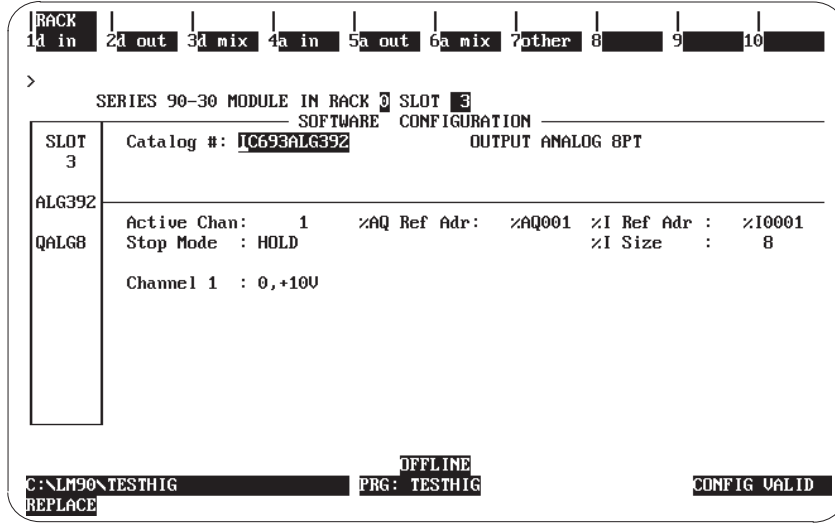 RACK
1d in 2d out 3d mix 4a in 5a out 6a mix 7other 8 9 10
>
SERIES 90-30 MODULE IN RACK 0 SLOT 3
SOFTWARE CONFIGURATION
SLOT Catalog #: IC693ALG392 OUTPUT ANALOG 8PT
3
ALG392
Active Chan: 1 %AQ Ref Adr: %AQ001 %I Ref Adr : %I0001
QALG8 Stop Mode : HOLD %I Size : 8
Channel 1 : 0,+10V
OFFLINE
C:\LM90\TESTHIG PRG: TESTHIG CONFIG VALID
REPLACE